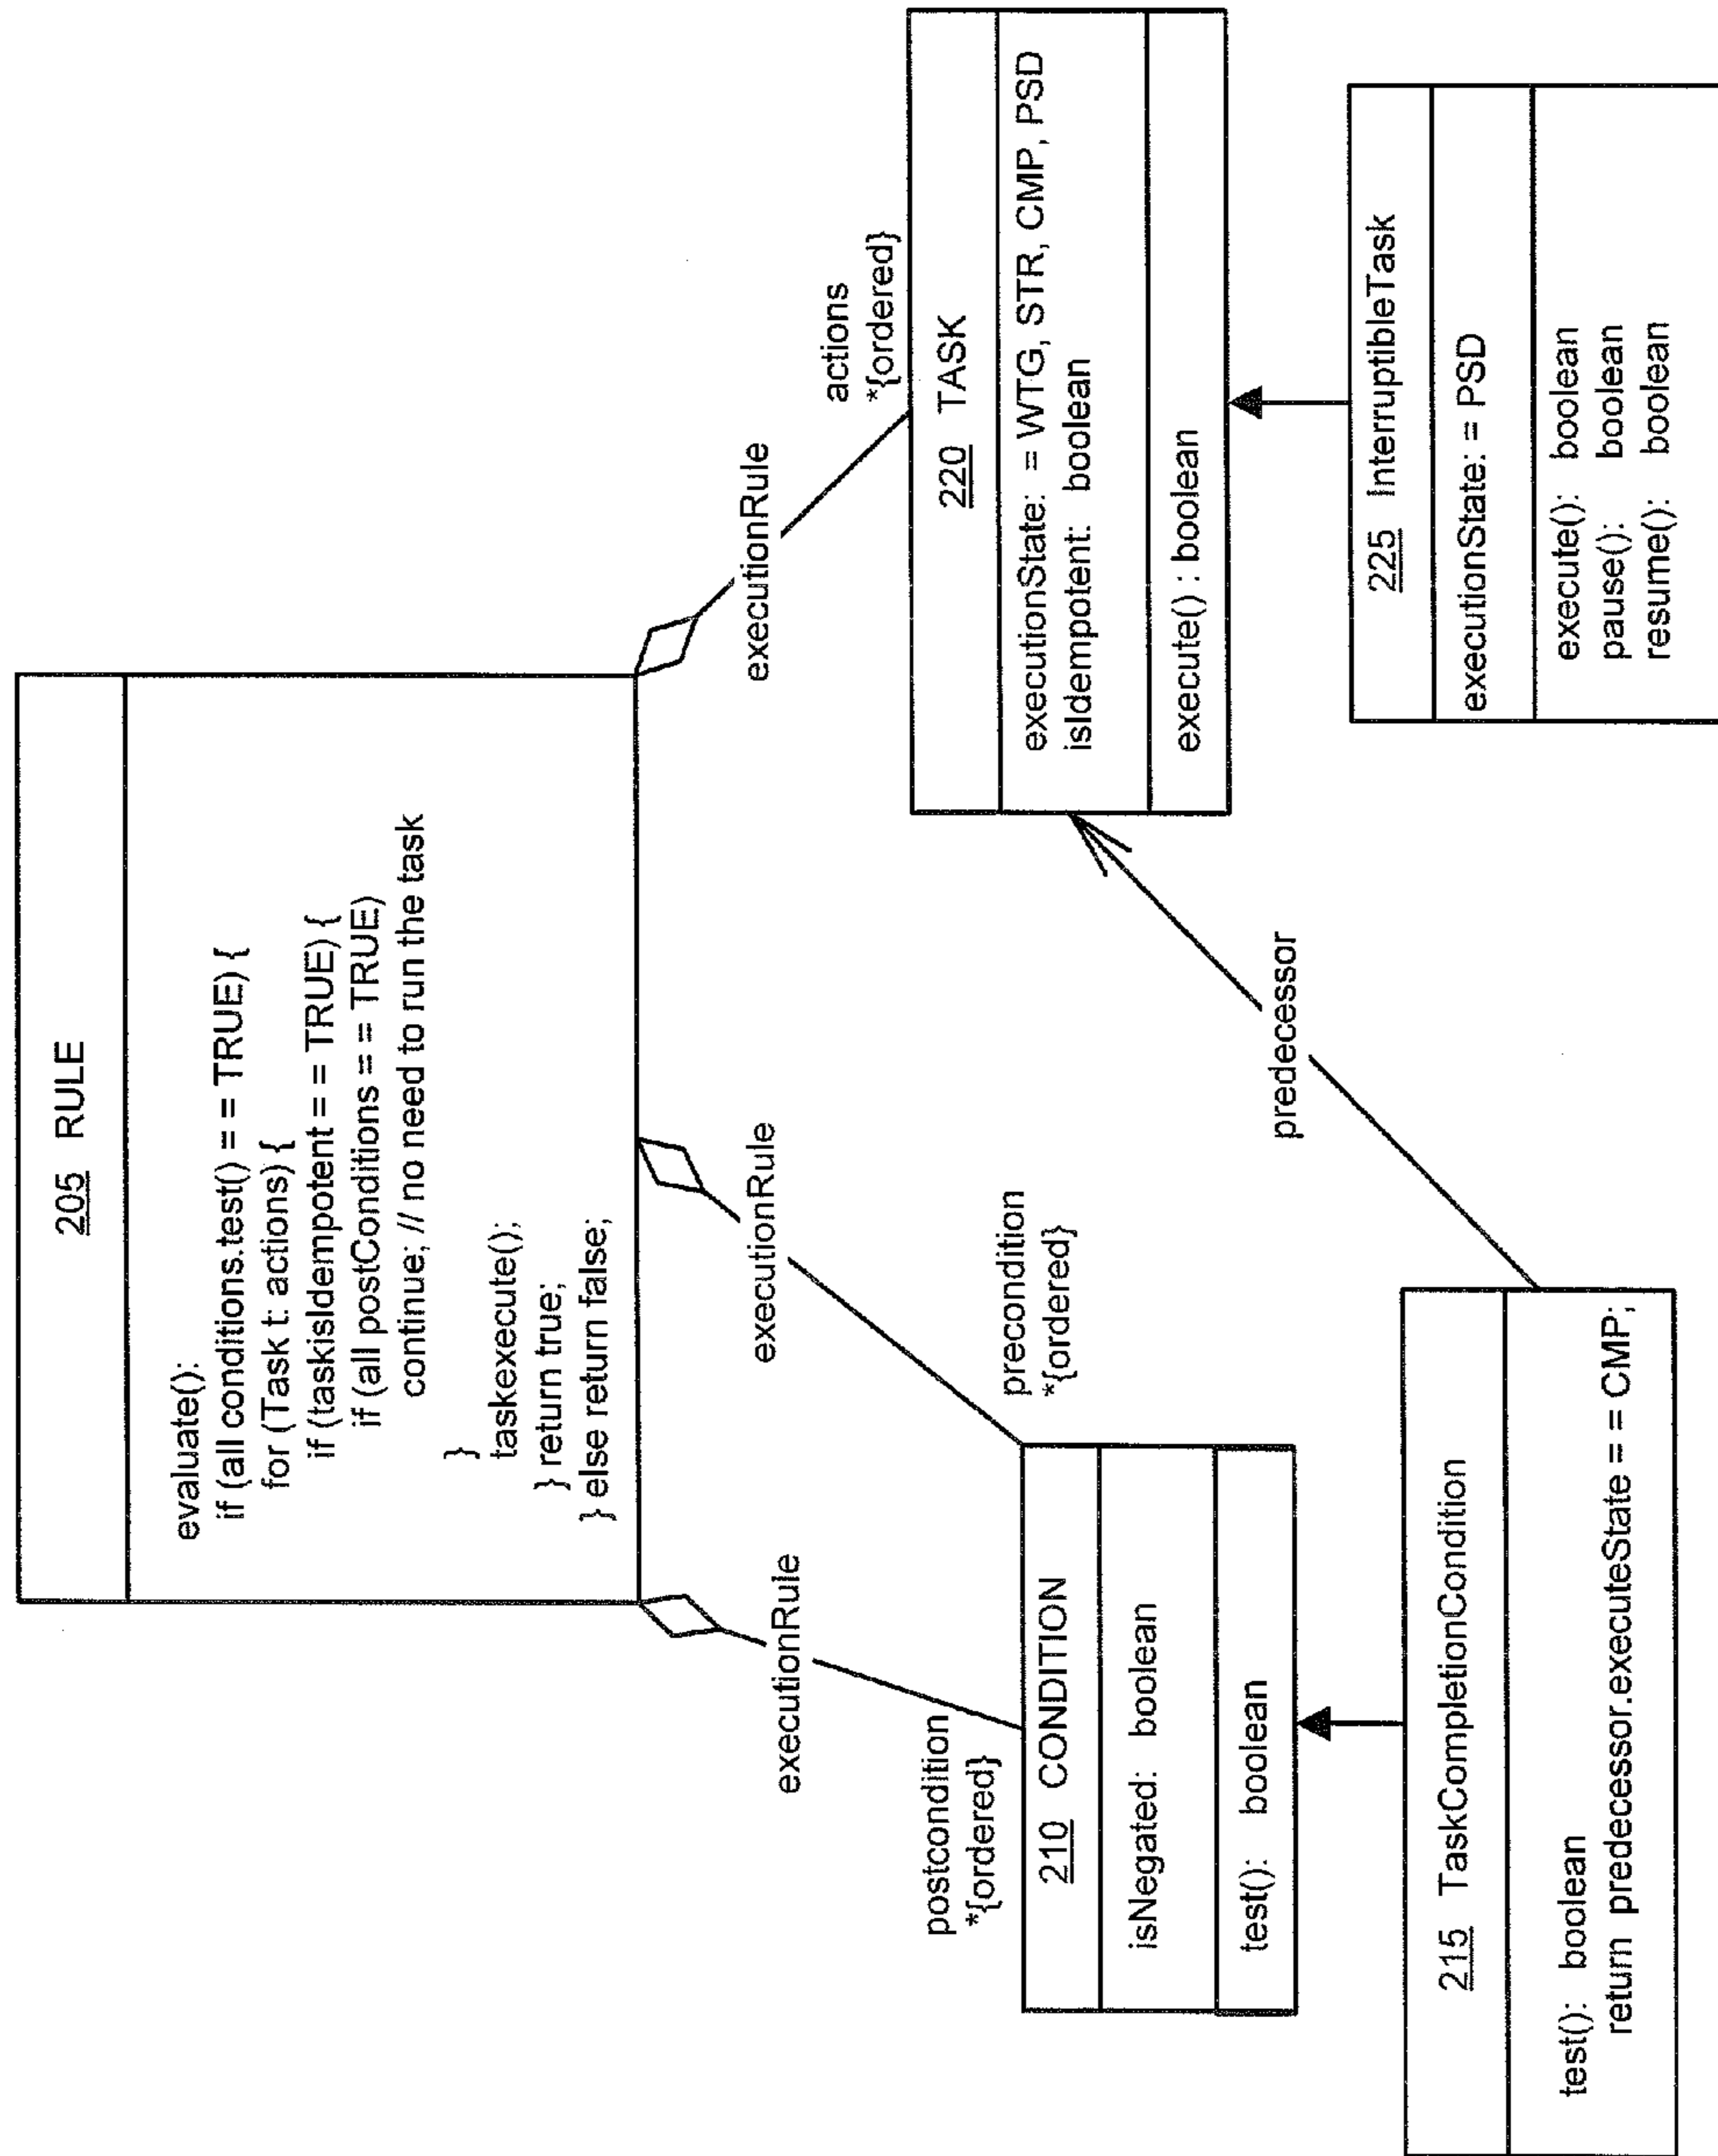 205 RULE
evaluate():
if (all conditions.test() = = TRUE) {
for (Task t: actions) {
if (taskisIdempotent = = TRUE) {
if (all postConditions = = TRUE)
continue; // no need to run the task
}
taskexecute();
} return true;
} else return false;
executionRule
executionRule
executionRule
postcondition
*{ordered}
precondition
*{ordered}
actions
*{ordered}
210 CONDITION
isNegated: boolean
test(): boolean
220 TASK
executionState: = WTG, STR, CMP, PSD
isIdempotent: boolean
execute() : boolean
predecessor
215 TaskCompletionCondition
test(): boolean
return predecessor.executeState = = CMP;
225 InterruptibleTask
executionState: = PSD
execute(): boolean
pause(): boolean
resume(): boolean